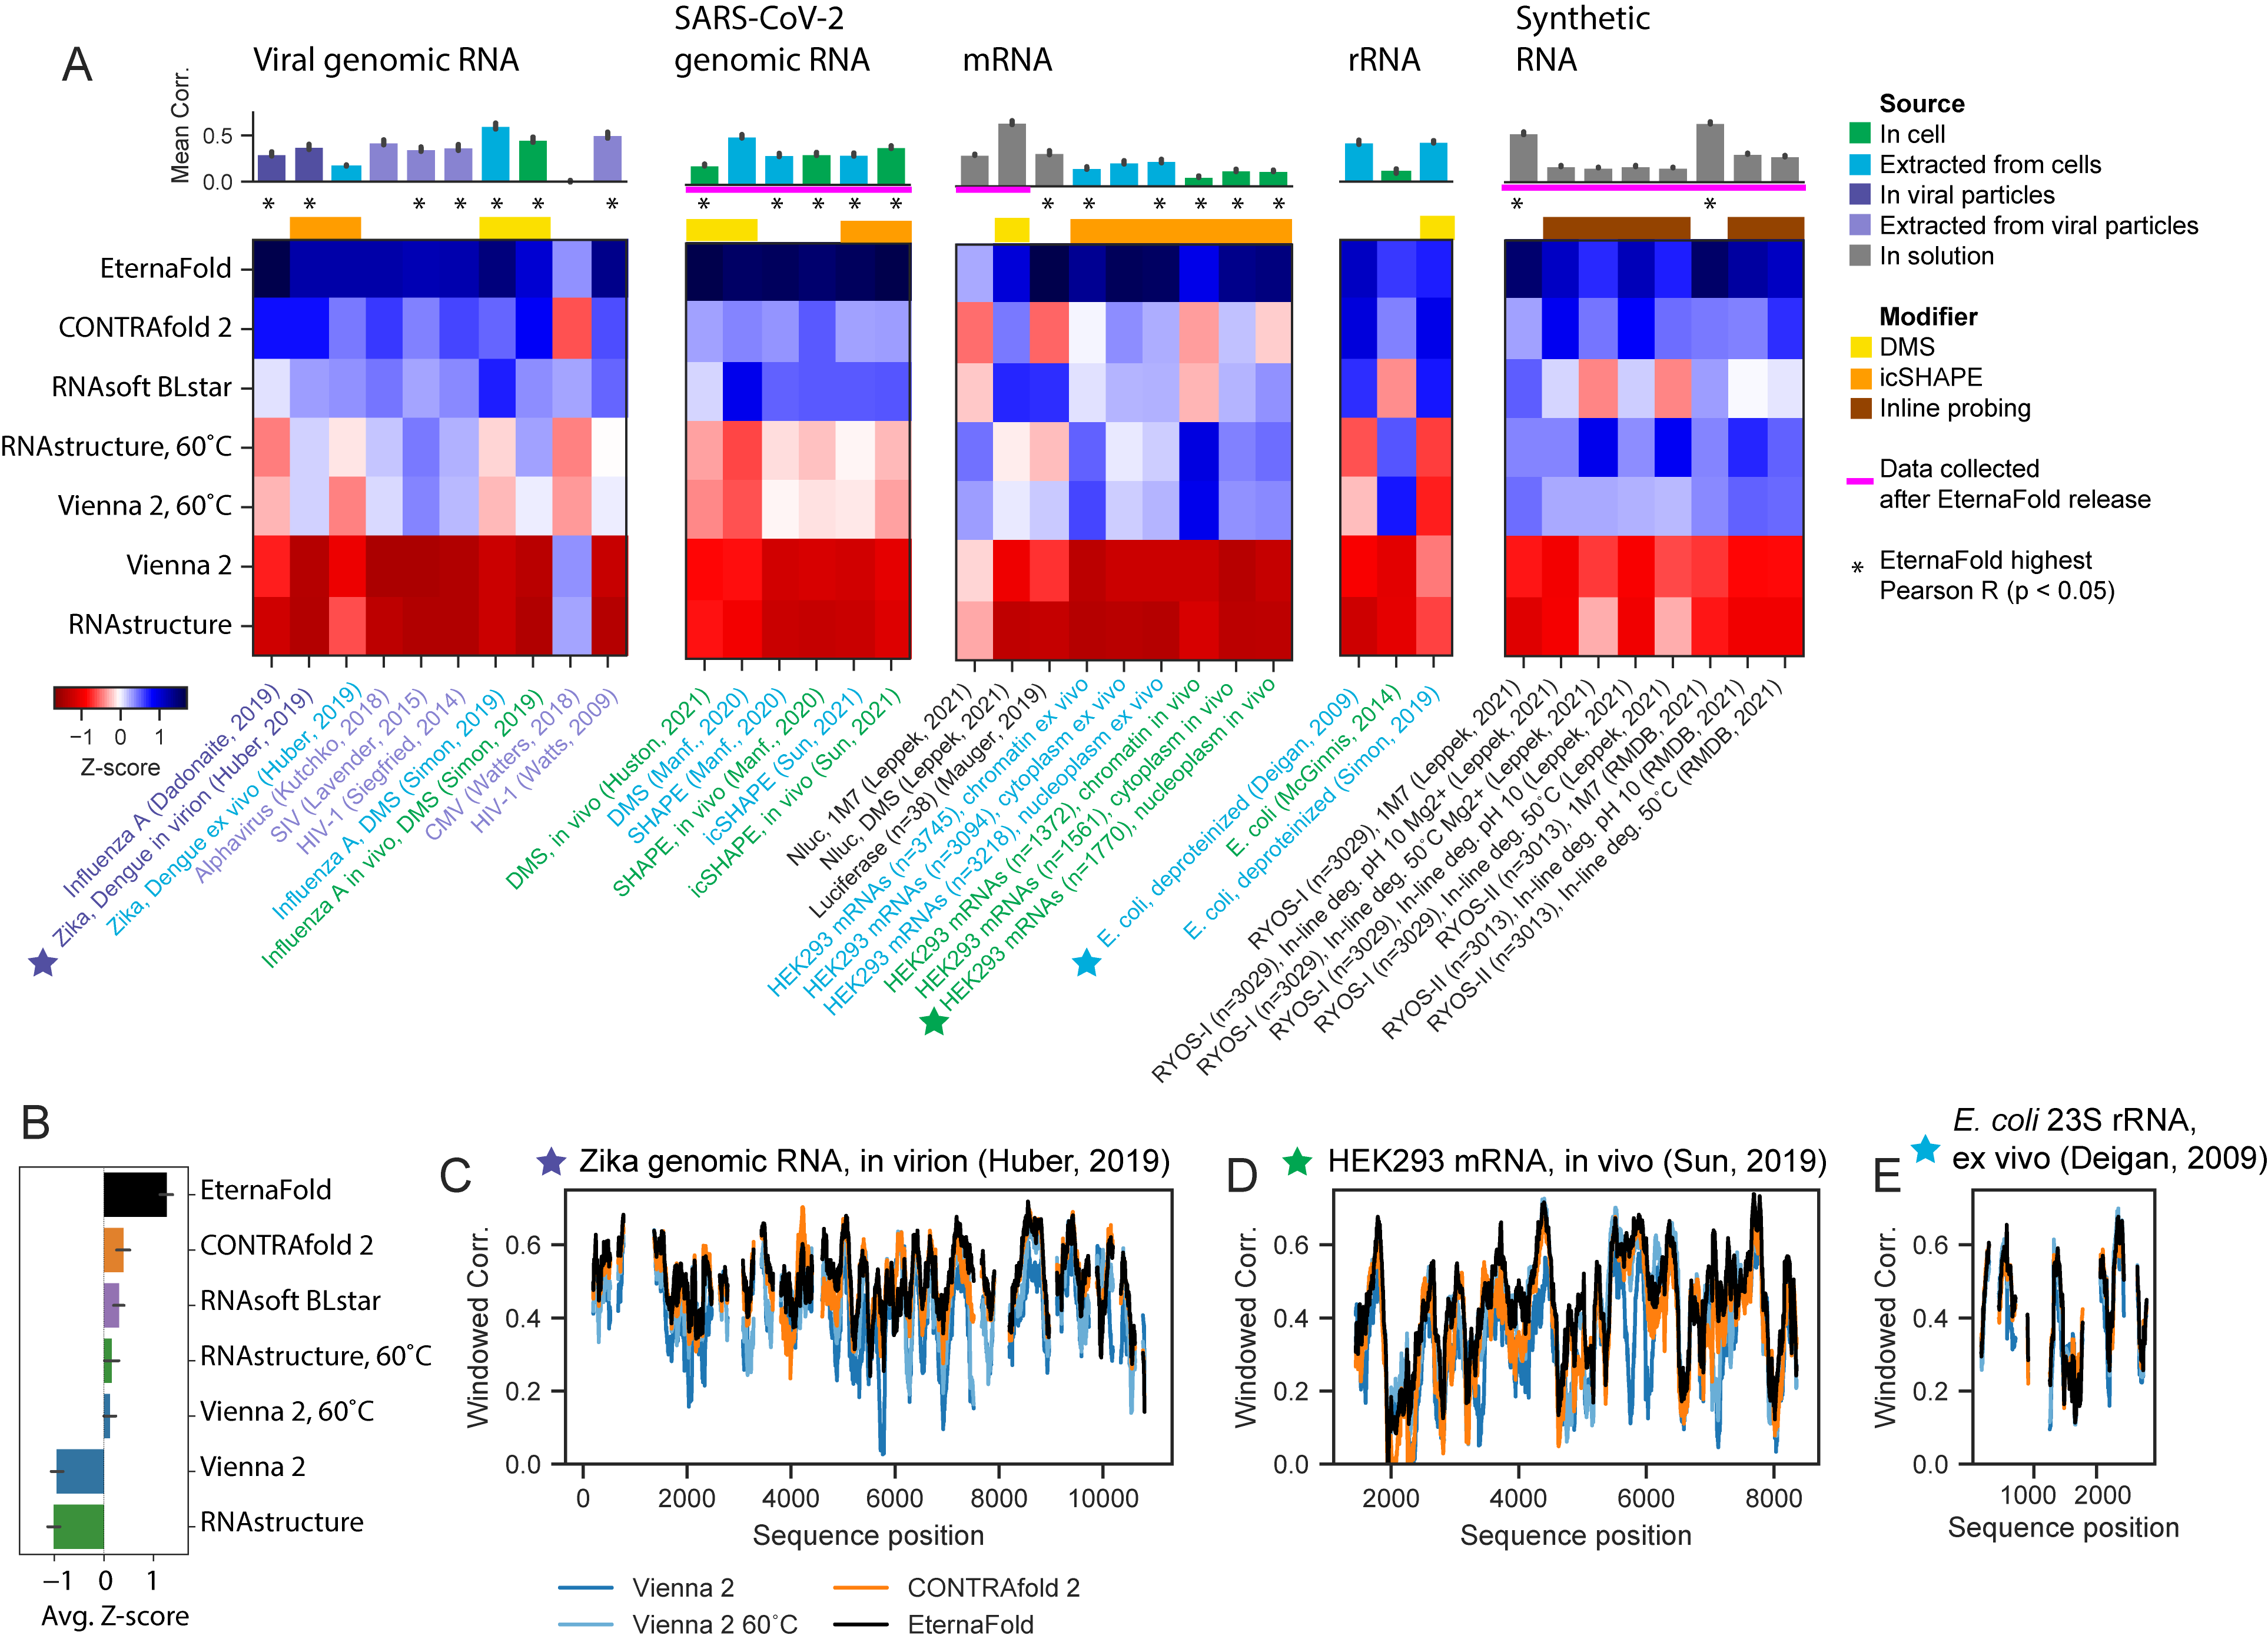 A
Viral genomic RNA
SARS-CoV-2
genomic RNA
mRNA
rRNA
Synthetic
RNA
Mean Corr.
0.5
0.0
* * * * * * *
* * * * *
* * * * * *
* *
EternaFold
CONTRAfold 2
RNAsoft BLstar
RNAstructure, 60˚C
Vienna 2, 60˚C
Vienna 2
RNAstructure
−1 0 1
Z-score
Influenza A (Dadonaite, 2019)
Zika, Dengue in virion (Huber, 2019)
Zika, Dengue ex vivo (Huber, 2019)
Alphavirus (Kutchko, 2018)
SIV (Lavender, 2015)
HIV-1 (Siegfried, 2014)
Influenza A, DMS (Simon, 2019)
Influenza A in vivo, DMS (Simon, 2019)
CMV (Watters, 2018)
HIV-1 (Watts, 2009)
DMS, in vivo (Huston, 2021)
DMS (Manf., 2020)
SHAPE (Manf., 2020)
SHAPE, in vivo (Manf., 2020)
icSHAPE (Sun, 2021)
icSHAPE, in vivo (Sun, 2021)
Nluc, 1M7 (Leppek, 2021)
Nluc, DMS (Leppek, 2021)
Luciferase (n=38) (Mauger, 2019)
HEK293 mRNAs (n=3745), chromatin ex vivo
HEK293 mRNAs (n=3094), cytoplasm ex vivo
HEK293 mRNAs (n=3218), nucleoplasm ex vivo
HEK293 mRNAs (n=1372), chromatin in vivo
HEK293 mRNAs (n=1561), cytoplasm in vivo
HEK293 mRNAs (n=1770), nucleoplasm in vivo
E. coli, deproteinized (Deigan, 2009)
E. coli (McGinnis, 2014)
E. coli, deproteinized (Simon, 2019)
RYOS-I (n=3029), 1M7 (Leppek, 2021)
RYOS-I (n=3029), In-line deg. pH 10 Mg2+ (Leppek, 2021)
RYOS-I (n=3029), In-line deg. 50˚C Mg2+ (Leppek, 2021)
RYOS-I (n=3029), In-line deg. pH 10 (Leppek, 2021)
RYOS-I (n=3029), In-line deg. 50˚C (Leppek, 2021)
RYOS-II (n=3013), 1M7 (RMDB, 2021)
RYOS-II (n=3013), In-line deg. pH 10 (RMDB, 2021)
RYOS-II (n=3013), In-line deg. 50˚C (RMDB, 2021)
Source
In cell
Extracted from cells
In viral particles
Extracted from viral particles
In solution
Modifier
DMS
icSHAPE
Inline probing
Data collected
after EternaFold release
* EternaFold highest
Pearson R (p < 0.05)
B
EternaFold
CONTRAfold 2
RNAsoft BLstar
RNAstructure, 60˚C
Vienna 2, 60˚C
Vienna 2
RNAstructure
−1 0 1
Avg. Z-score
C
Zika genomic RNA, in virion (Huber, 2019)
Windowed Corr.
0.6
0.4
0.2
0.0
0 2000 4000 6000 8000 10000
Sequence position
D
HEK293 mRNA, in vivo (Sun, 2019)
Windowed Corr.
0.6
0.4
0.2
0.0
2000 4000 6000 8000
Sequence position
E
E. coli 23S rRNA,
ex vivo (Deigan, 2009)
Windowed Corr.
0.6
0.4
0.2
0.0
1000 2000
Sequence position
Vienna 2
CONTRAfold 2
Vienna 2 60˚C
EternaFold